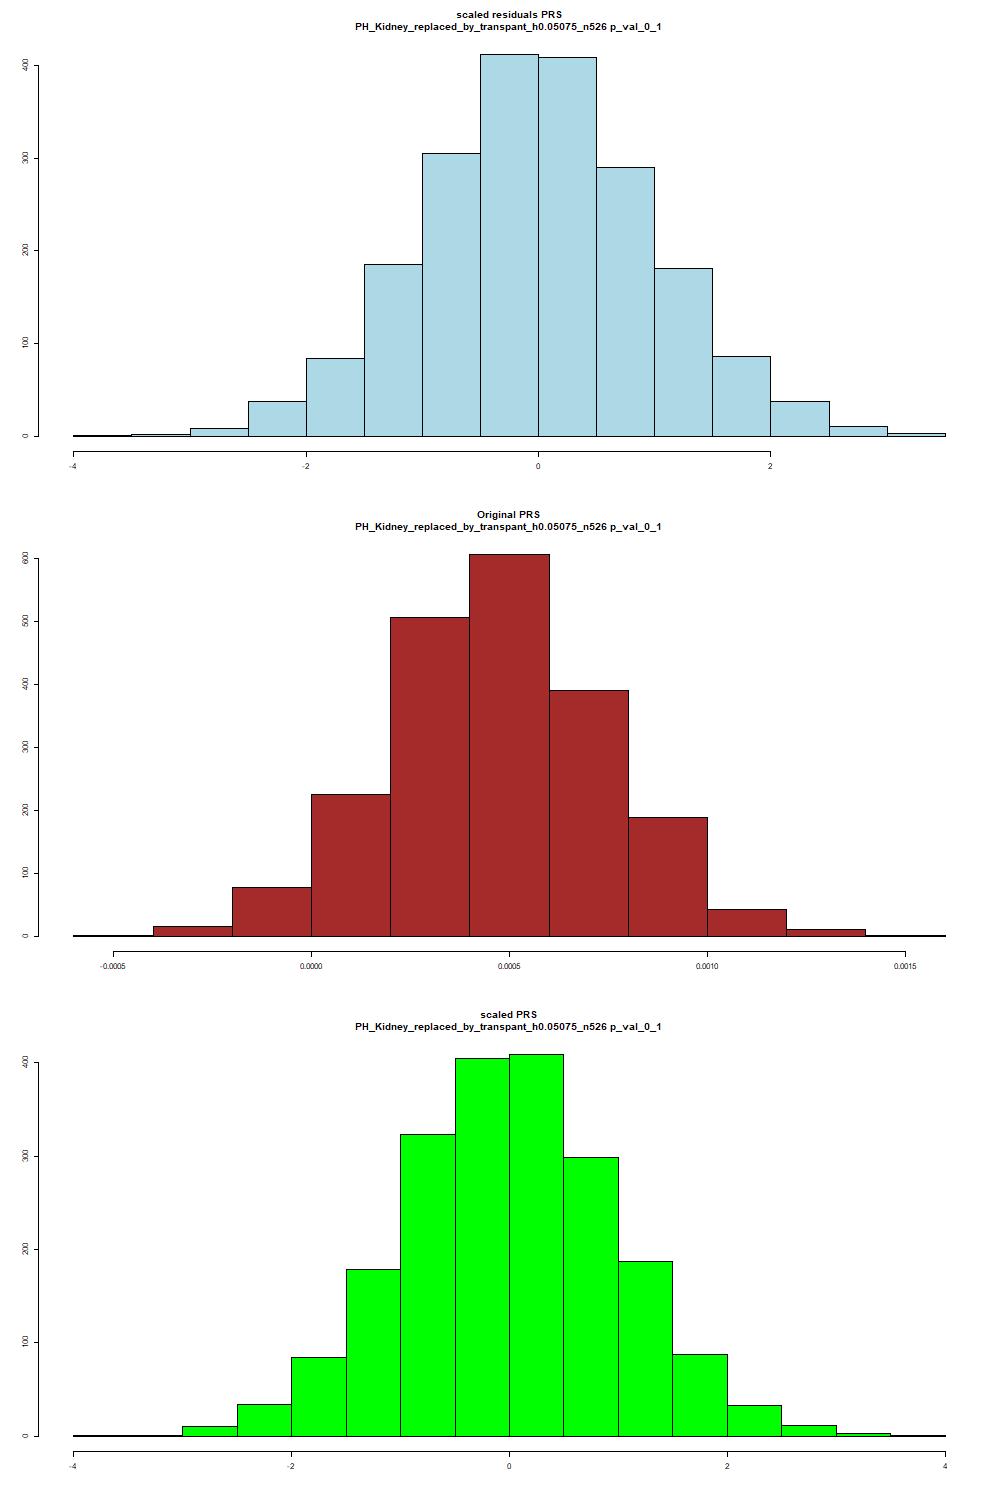 scaled residuals PRS
PH_Kidney_replaced_by_transpant_h0.05075_n526 p_val_0_1
400
300
200
100
0
-4 -2 0 2
Original PRS
PH_Kidney_replaced_by_transpant_h0.05075_n526 p_val_0_1
600
500
400
300
200
100
0
-0.0005 0.0000 0.0005 0.0010 0.0015
scaled PRS
PH_Kidney_replaced_by_transpant_h0.05075_n526 p_val_0_1
400
300
200
100
0
-4 -2 0 2 4